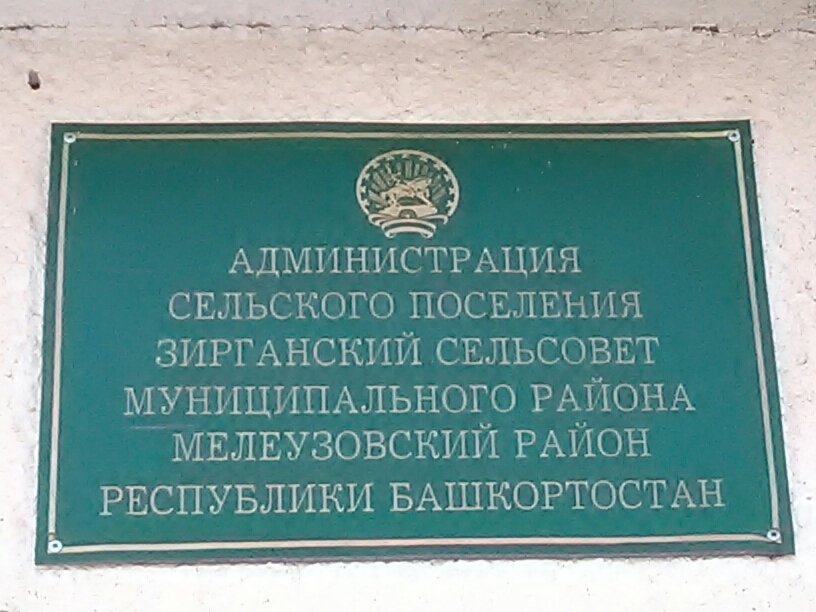 АДМИНИСТРАЦИЯ
СЕЛЬСКОГО ПОСЕЛЕНИЯ
ЗИРГАНСКИЙ СЕЛЬСОВЕТ
МУНИЦИПАЛЬНОГО РАЙОНА
МЕЛЕУЗОВСКИЙ РАЙОН
РЕСПУБЛИКИ БАШКОРТОСТАН